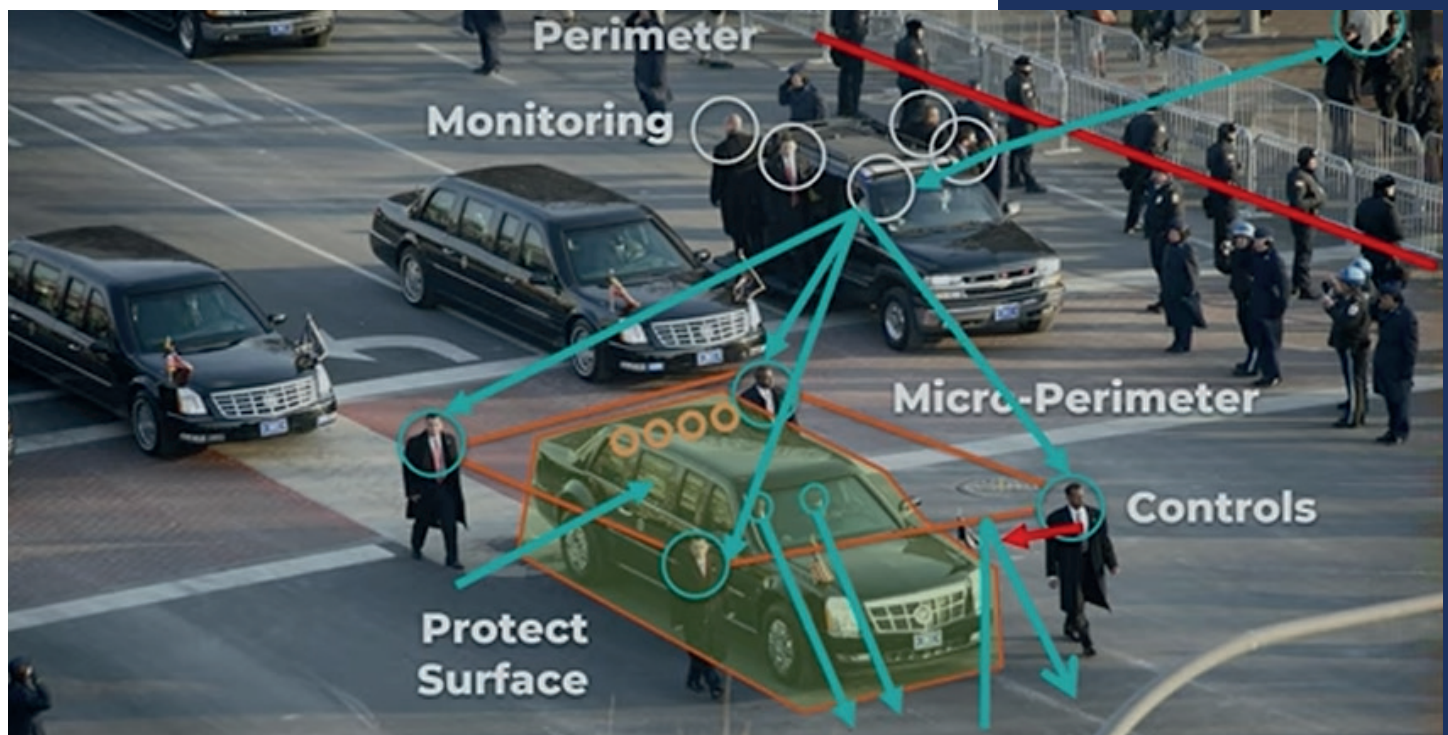 Perimeter
Monitoring
ONLY
Micro-Perimeter
Controls
Protect
Surface